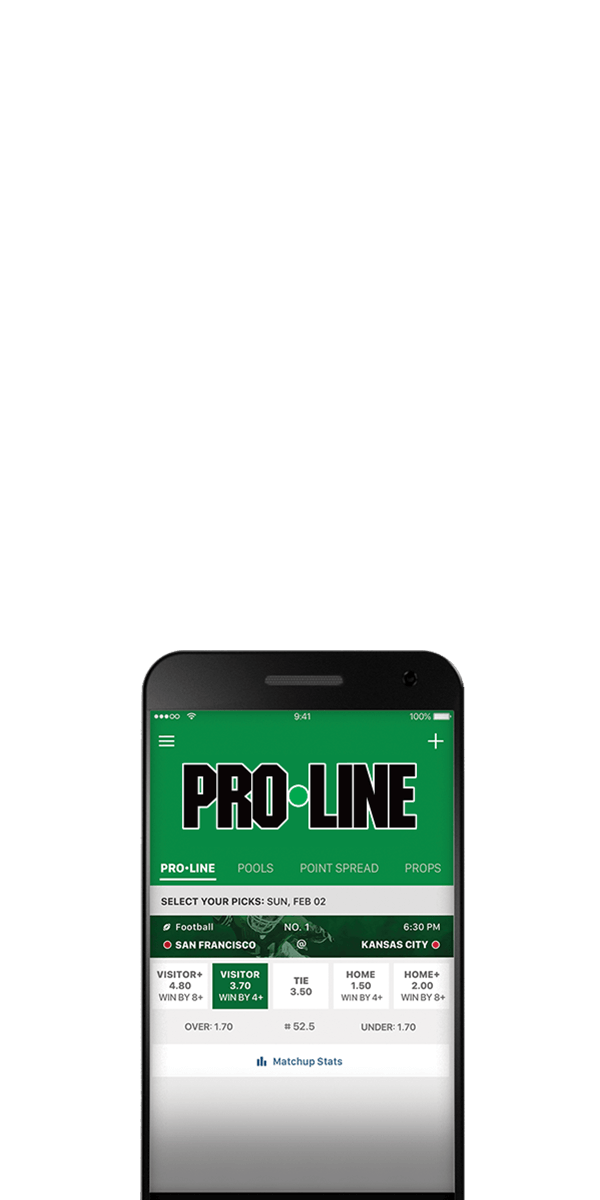 9:41 100%
PRO•LINE
PRO•LINE POOLS POINT SPREAD PROPS
SELECT YOUR PICKS: SUN, FEB 02
Football NO. 1 6:30 PM
SAN FRANCISCO @ KANSAS CITY
VISITOR+ VISITOR TIE HOME HOME+
4.80 3.70 3.50 1.50 2.00
WIN BY 8+ WIN BY 4+ WIN BY 4+ WIN BY 8+
OVER: 1.70 # 52.5 UNDER: 1.70
Matchup Stats